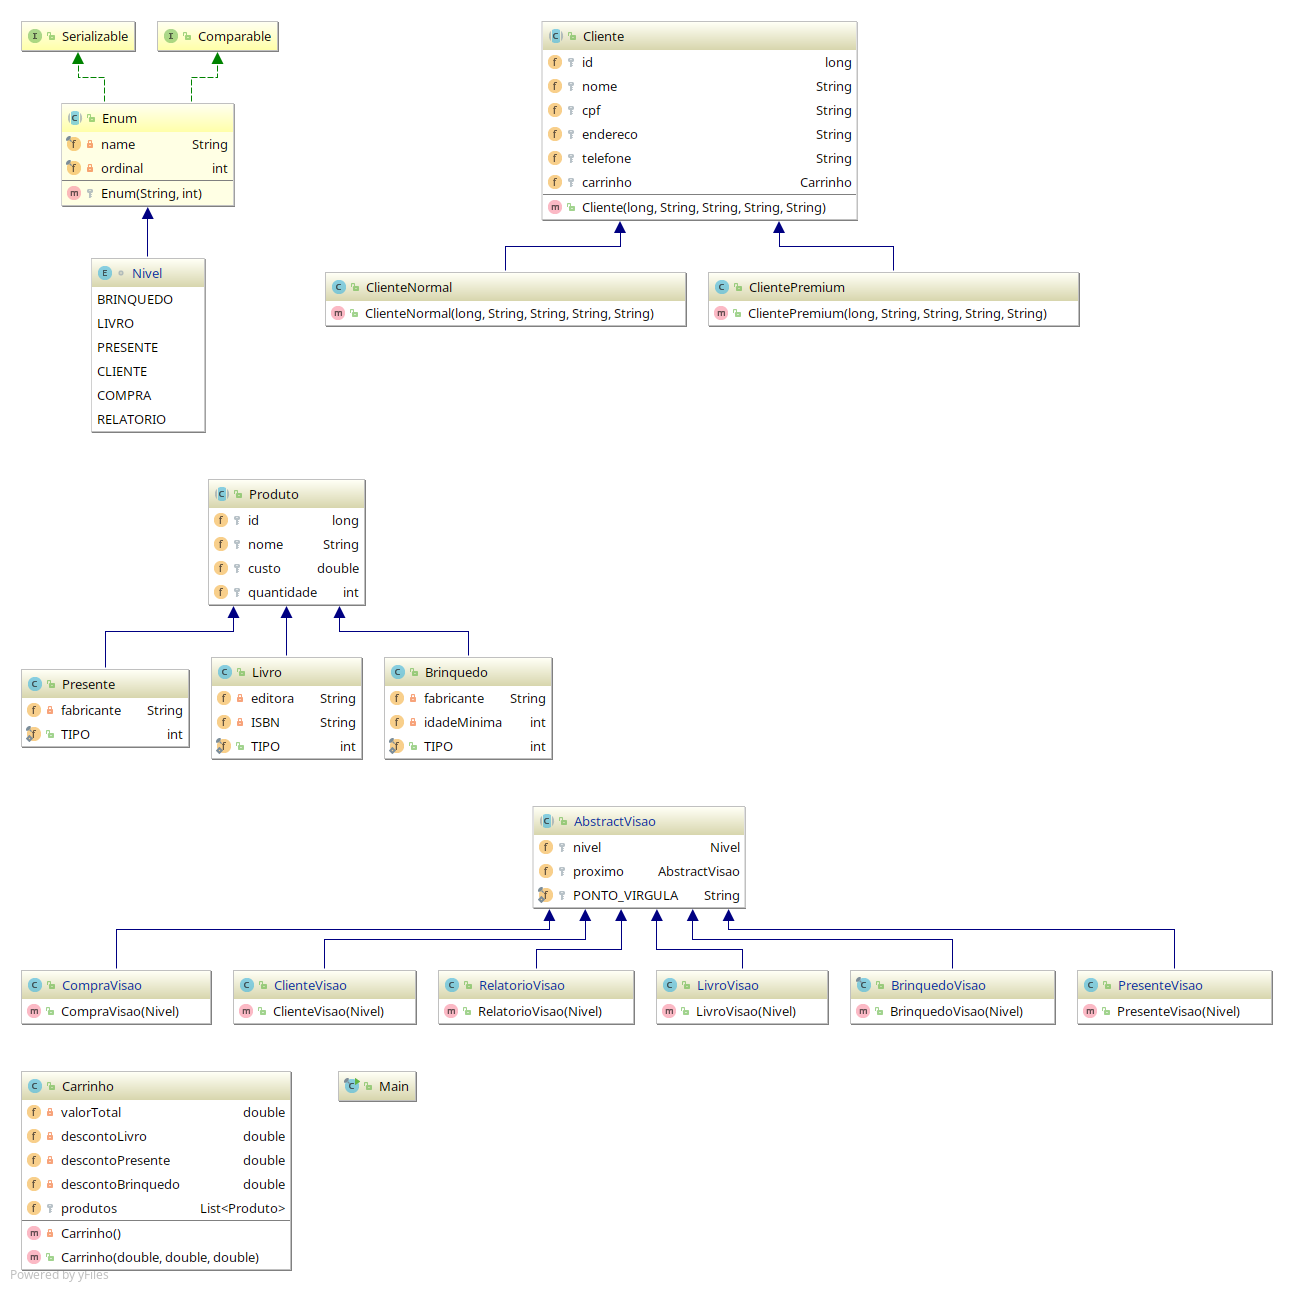 Serializable
Comparable
Cliente
id long
nome String
cpf String
endereco String
telefone String
carrinho Carrinho
Cliente(long, String, String, String, String)
Enum
name String
ordinal int
Enum(String, int)
Nivel
BRINQUEDO
LIVRO
PRESENTE
CLIENTE
COMPRA
RELATORIO
ClienteNormal
ClienteNormal(long, String, String, String, String)
ClientePremium
ClientePremium(long, String, String, String, String)
Produto
id long
nome String
custo double
quantidade int
Presente
fabricante String
TIPO int
Livro
editora String
ISBN String
TIPO int
Brinquedo
fabricante String
idadeMinima int
TIPO int
AbstractVisao
nivel Nivel
proximo AbstractVisao
PONTO_VIRGULA String
CompraVisao
CompraVisao(Nivel)
ClienteVisao
ClienteVisao(Nivel)
RelatorioVisao
RelatorioVisao(Nivel)
LivroVisao
LivroVisao(Nivel)
BrinquedoVisao
BrinquedoVisao(Nivel)
PresenteVisao
PresenteVisao(Nivel)
Carrinho
valorTotal double
descontoLivro double
descontoPresente double
descontoBrinquedo double
produtos List<Produto>
Carrinho()
Carrinho(double, double, double)
Main
Powered by yFiles